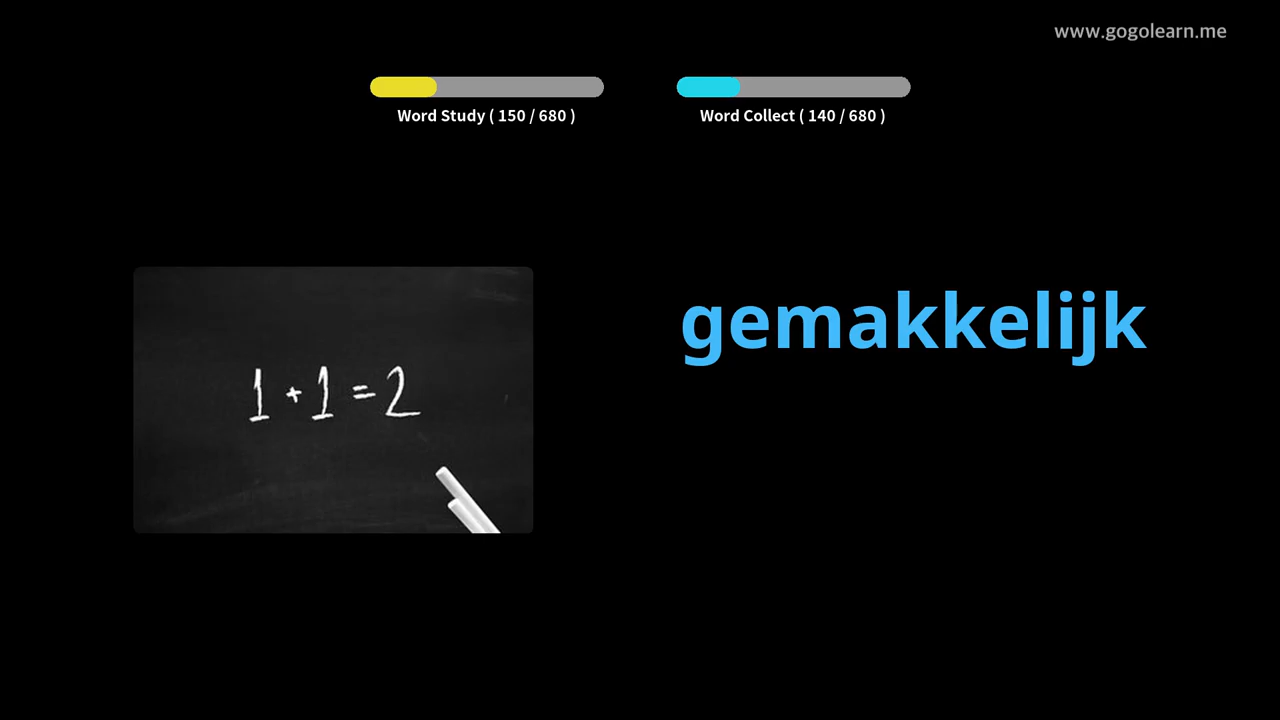 www.gogolearn.me
Word Study ( 150 / 680 )
Word Collect ( 140 / 680 )
gemakkelijk
1 + 1 = 2